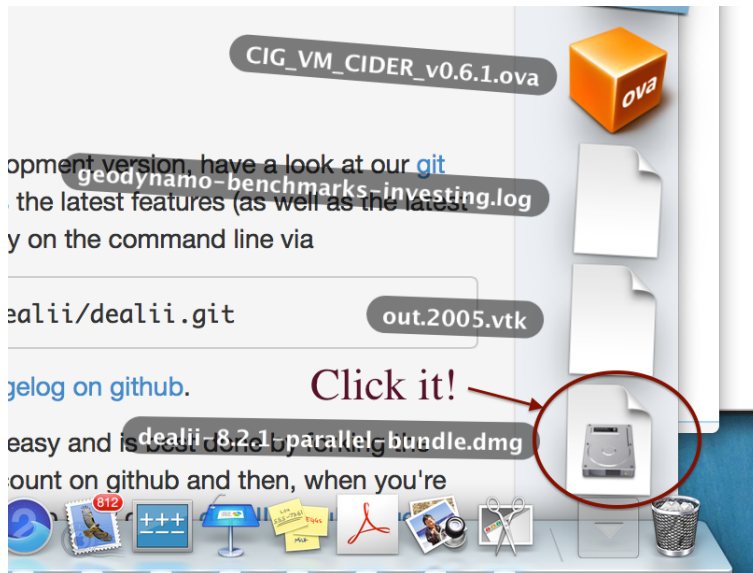 CIG_VM_CIDER_v0.6.1.ova
ova
opment version, have a look at our git
geodynamo-benchmarks-investing.log
the latest features (as well as the latest
y on the command line via
ealii/dealii.git
out.2005.vtk
gelog on github.
Click it!
easy and is best done by forking the
dealii-8.2.1-parallel-bundle.dmg
count on github and then, when you're
812
EGGS